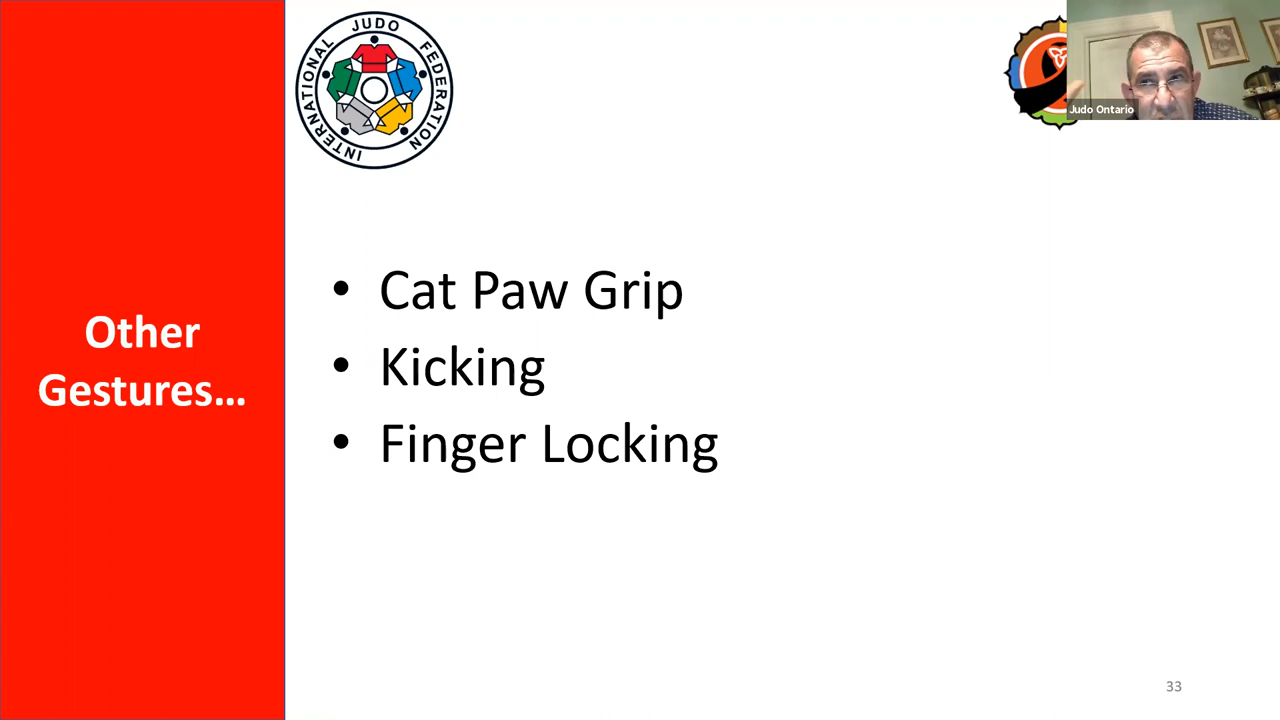 INTERNATIONAL JUDO FEDERATION
Judo Ontario
Other
Gestures...
• Cat Paw Grip
• Kicking
• Finger Locking
33